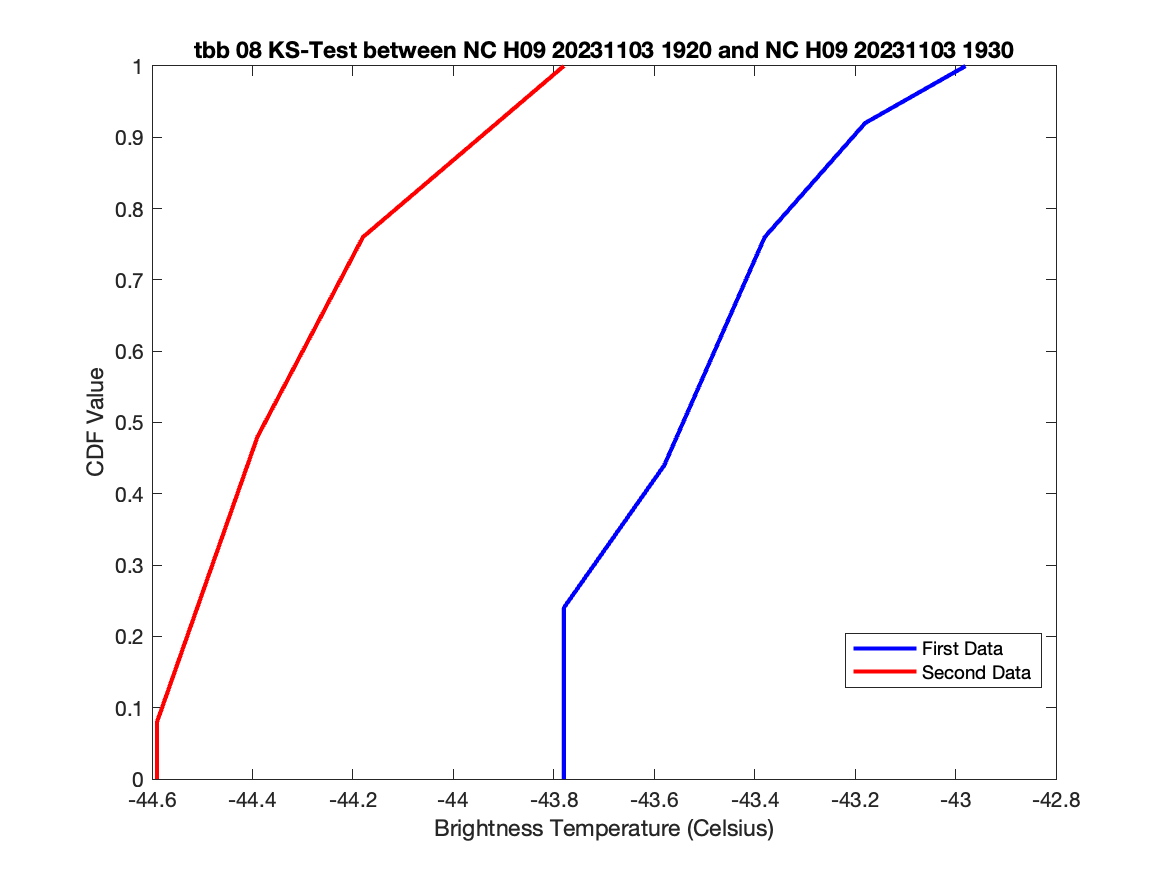 tbb 08 KS-Test between NC H09 20231103 1920 and NC H09 20231103 1930
1
0.9
0.8
0.7
0.6
0.5
0.4
0.3
0.2
0.1
0
CDF Value
First Data
Second Data
-44.6 -44.4 -44.2 -44 -43.8 -43.6 -43.4 -43.2 -43 -42.8
Brightness Temperature (Celsius)